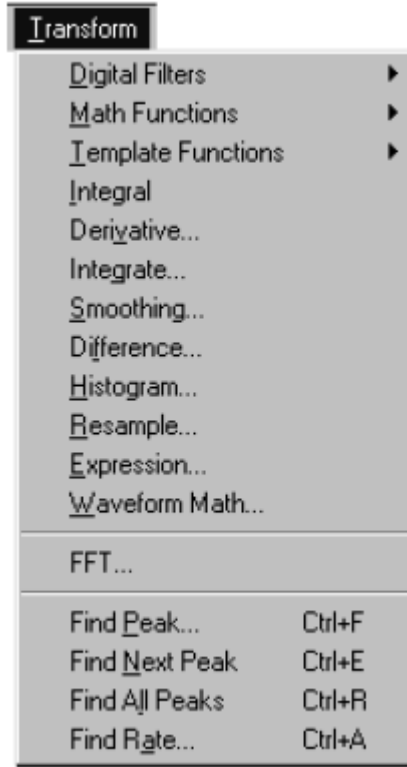 Transform
Digital Filters
Math Functions
Template Functions
Integral
Derivative...
Integrate...
Smoothing...
Difference...
Histogram...
Resample...
Expression...
Waveform Math...
FFT...
Find Peak... Ctrl+F
Find Next Peak Ctrl+E
Find All Peaks Ctrl+R
Find Rate... Ctrl+A